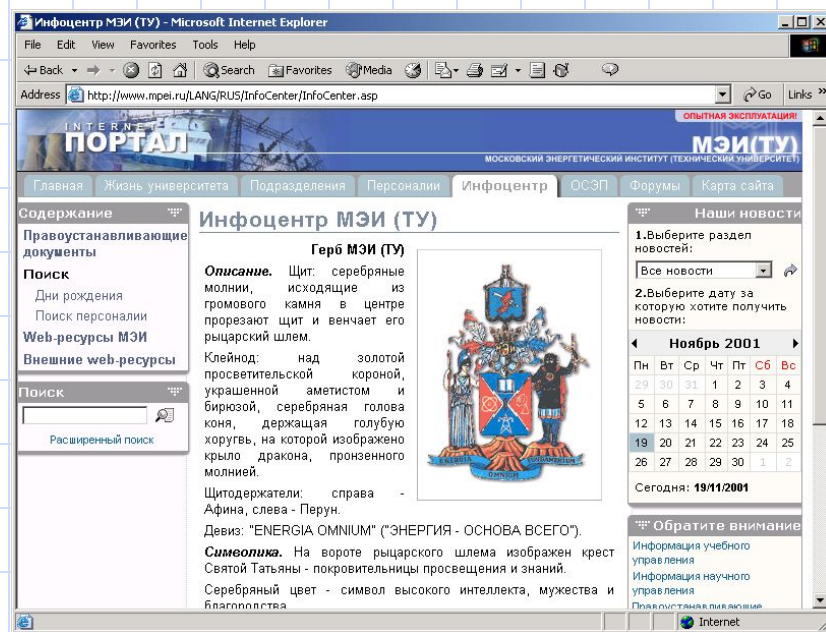 Инфоцентр МЭИ (ТУ) - Microsoft Internet Explorer
File Edit View Favorites Tools Help
Back Search Favorites Media
Address http://www.mpei.ru/LANG/RUS/InfoCenter/InfoCenter.asp Go Links
INTERNET
ПОРТАЛ
ОПЫТНАЯ ЭКСПЛУАТАЦИЯ!
МЭИ(ТУ)
МОСКОВСКИЙ ЭНЕРГЕТИЧЕСКИЙ ИНСТИТУТ (ТЕХНИЧЕСКИЙ УНИВЕРСИТЕТ)
Главная Жизнь университета Подразделения Персоналии Инфоцентр ОСЭП Форумы Карта сайта
Содержание
Правоустанавливающие
документы
Поиск
Дни рождения
Поиск персоналии
Web-ресурсы МЭИ
Внешние web-ресурсы
Поиск
Расширенный поиск
Инфоцентр МЭИ (ТУ)
Герб МЭИ (ТУ)
Описание. Щит: серебряные
молнии, исходящие из
громового камня в центре
прорезают щит и венчает его
рыцарский шлем.
Клейнод: над золотой
просветительской короной,
украшенной аметистом и
бирюзой, серебряная голова
коня, держащая голубую
хоругвь, на которой изображено
крыло дракона, пронзенного
молнией.
Щитодержатели: справа -
Афина, слева - Перун.
Девиз: "ENERGIA OMNIUM" ("ЭНЕРГИЯ - ОСНОВА ВСЕГО").
Символика. На вороте рыцарского шлема изображен крест
Святой Татьяны - покровительницы просвещения и знаний.
Серебряный цвет - символ высокого интеллекта, мужества и
благородства
Наши новости
1.Выберите раздел
новостей:
Все новости
2.Выберите дату за
которую хотите получить
новости:
Ноябрь 2001
Пн Вт Ср Чт Пт Сб Вс
29 30 31 1 2 3 4
5 6 7 8 9 10 11
12 13 14 15 16 17 18
19 20 21 22 23 24 25
26 27 28 29 30 1 2
Сегодня: 19/11/2001
Обратите внимание
Информация учебного
управления
Информация научного
управления
Правоустанавливающие
Internet